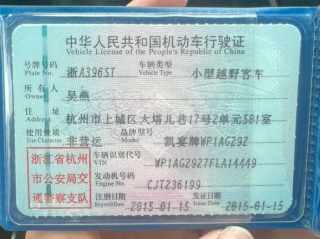 中华人民共和国机动车行驶证
Vehicle License of the People's Republic of China
号牌号码 浙A396ST 车辆类型 小型越野客车
Plate No. Vehicle Type
所有人 吴燕
Owner
住址 杭州市上城区大塔儿巷17号2单元501室
Address
使用性质 非营运 品牌型号 凯宴牌WP1AG292
Use Character Model
浙江省杭州市公安局交通警察支队
车辆识别代号 WP1AG2927FLA14449
VIN
发动机号码 CJT236199
Engine No.
注册日期 2015-01-15 发证日期 2015-01-15
Register Date Issue Date